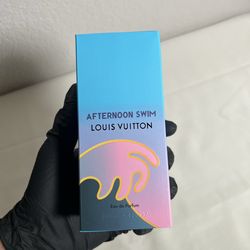 AFTERNOON SWIM
LOUIS VUITTON
Eau de Parfum